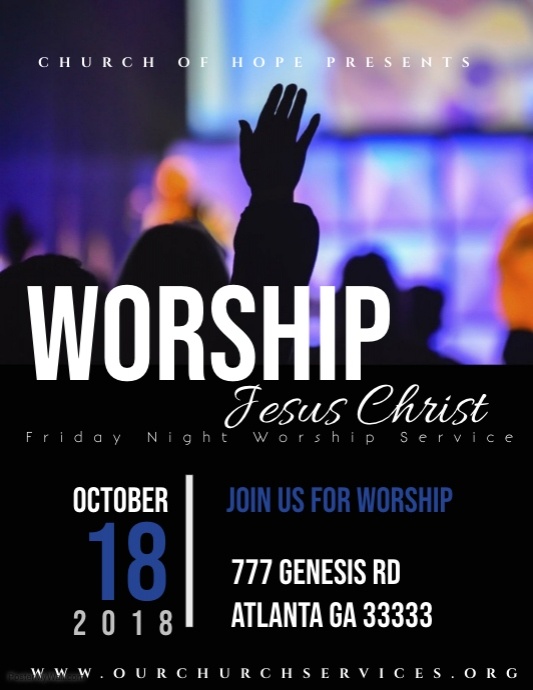 CHURCH OF HOPE PRESENTS
WORSHIP
Jesus Christ
Friday Night Worship Service
OCTOBER
18
2018
JOIN US FOR WORSHIP
777 GENESIS RD
ATLANTA GA 33333
WWW.OURCHURCHSERVICES.ORG